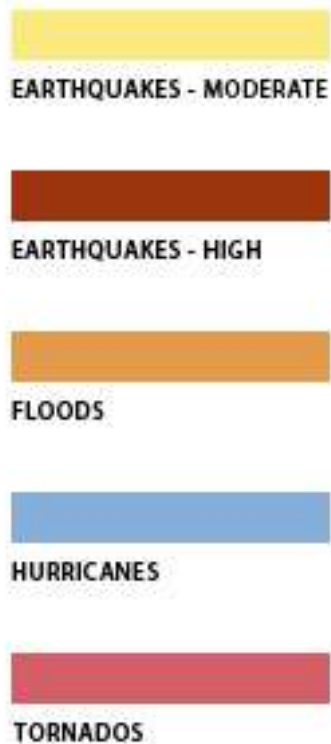 EARTHQUAKES - MODERATE
EARTHQUAKES - HIGH
FLOODS
HURRICANES
TORNADOS